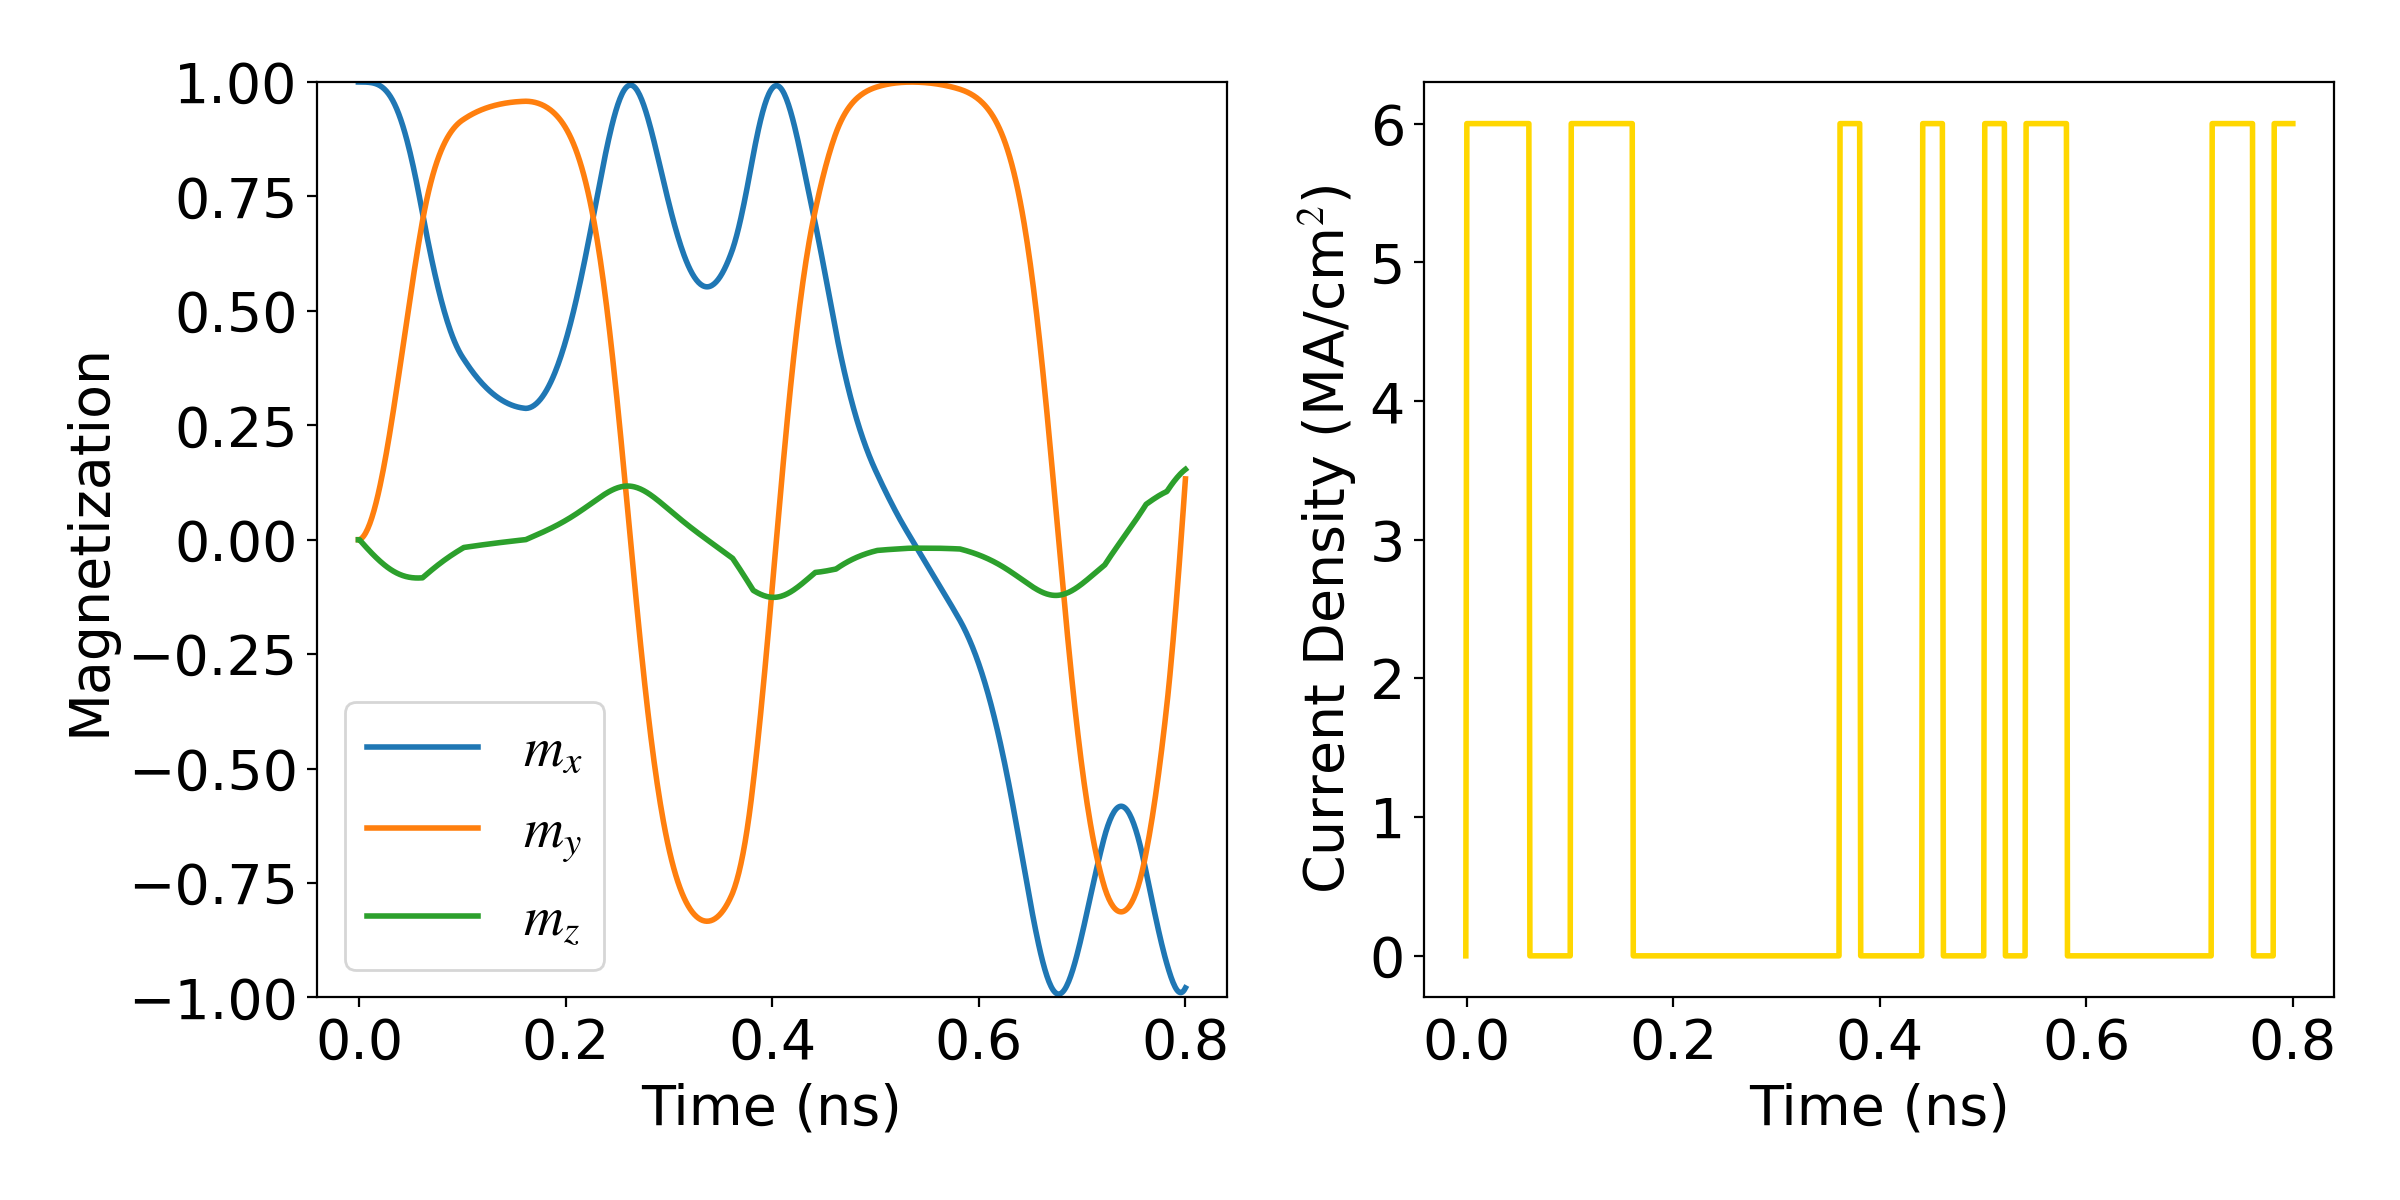 Magnetization
1.00
0.75
0.50
0.25
0.00
−0.25
−0.50
−0.75
−1.00
m_x
m_y
m_z
0.0 0.2 0.4 0.6 0.8
Time (ns)
Current Density (MA/cm²)
6
5
4
3
2
1
0
0.0 0.2 0.4 0.6 0.8
Time (ns)